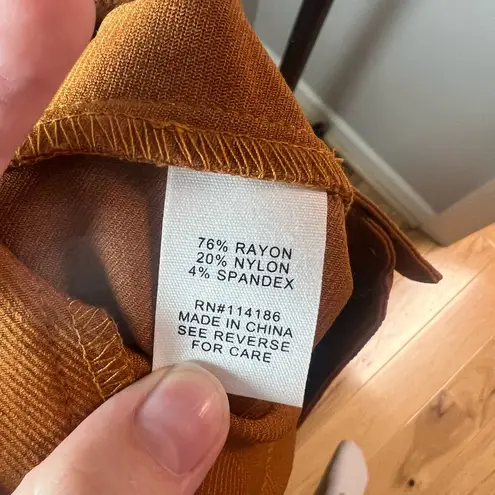 76% RAYON
20% NYLON
4% SPANDEX
RN#114186
MADE IN CHINA
SEE REVERSE
FOR CARE